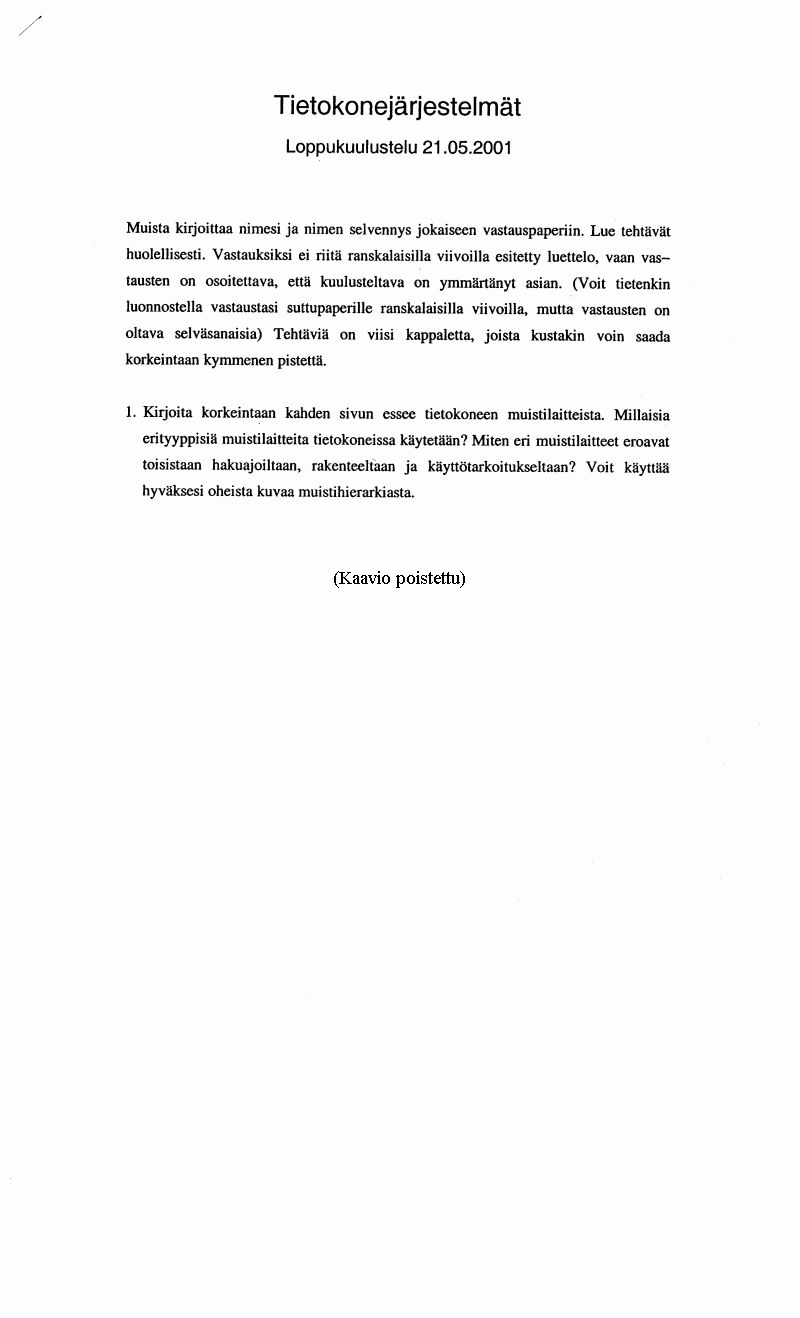 Tietokonejärjestelmät
Loppukuulustelu 21.05.2001
Muista kirjoittaa nimesi ja nimen selvennys jokaiseen vastauspaperiin. Lue tehtävät
huolellisesti. Vastauksiksi ei riitä ranskalaisilla viivoilla esitetty luettelo, vaan vas–
tausten on osoitettava, että kuulusteltava on ymmärtänyt asian. (Voit tietenkin
luonnostella vastaustasi suttupaperille ranskalaisilla viivoilla, mutta vastausten on
oltava selväsanaisia) Tehtäviä on viisi kappaletta, joista kustakin voin saada
korkeintaan kymmenen pistettä.
1. Kirjoita korkeintaan kahden sivun essee tietokoneen muistilaitteista. Millaisia
erityyppisiä muistilaitteita tietokoneissa käytetään? Miten eri muistilaitteet eroavat
toisistaan hakuajoiltaan, rakenteeltaan ja käyttötarkoitukseltaan? Voit käyttää
hyväksesi oheista kuvaa muistihierarkiasta.
(Kaavio poistettu)